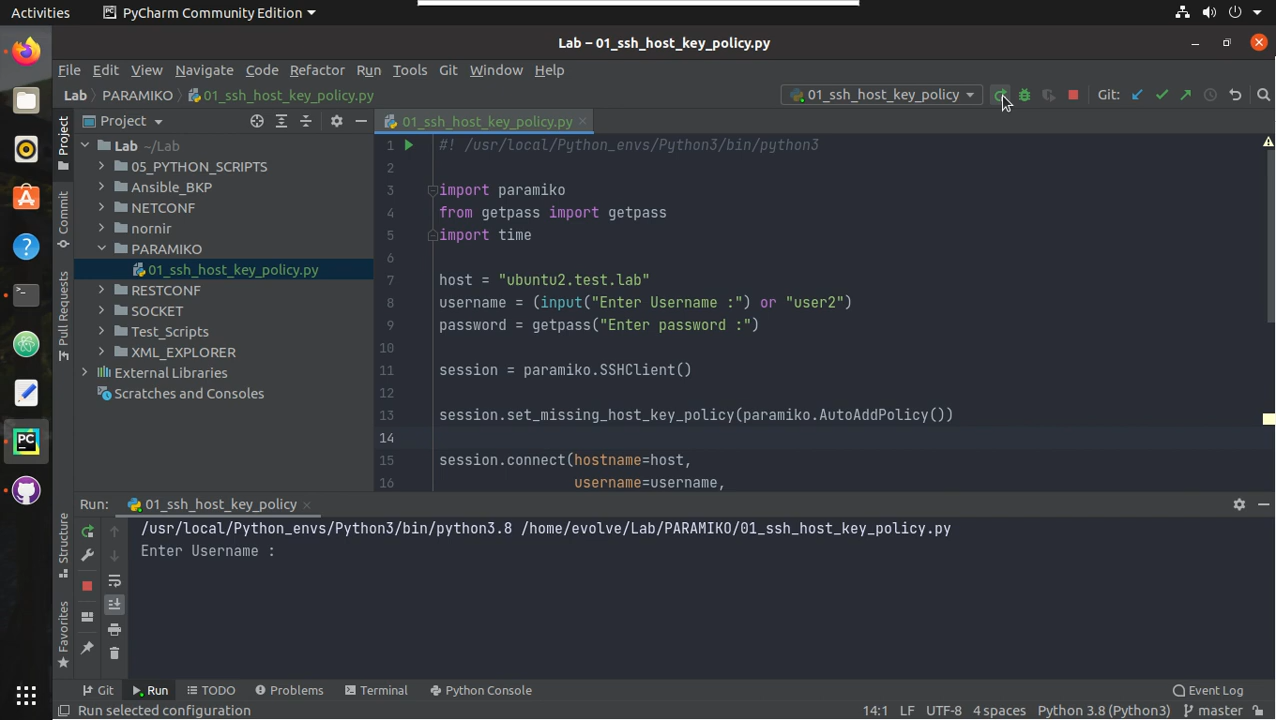 Activities
PyCharm Community Edition
Lab – 01_ssh_host_key_policy.py
File Edit View Navigate Code Refactor Run Tools Git Window Help
Lab PARAMIKO 01_ssh_host_key_policy.py
01_ssh_host_key_policy
Git:
Project
01_ssh_host_key_policy.py
Project
Commit
Pull Requests
Structure
Favorites
Lab ~/Lab
05_PYTHON_SCRIPTS
Ansible_BKP
NETCONF
nornir
PARAMIKO
01_ssh_host_key_policy.py
RESTCONF
SOCKET
Test_Scripts
XML_EXPLORER
External Libraries
Scratches and Consoles
1 #! /usr/local/Python_envs/Python3/bin/python3
2
3 import paramiko
4 from getpass import getpass
5 import time
6
7 host = "ubuntu2.test.lab"
8 username = (input("Enter Username :") or "user2")
9 password = getpass("Enter password :")
10
11 session = paramiko.SSHClient()
12
13 session.set_missing_host_key_policy(paramiko.AutoAddPolicy())
14
15 session.connect(hostname=host,
16 username=username,
Run: 01_ssh_host_key_policy
/usr/local/Python_envs/Python3/bin/python3.8 /home/evolve/Lab/PARAMIKO/01_ssh_host_key_policy.py
Enter Username :
Git Run TODO Problems Terminal Python Console Event Log
Run selected configuration 14:1 LF UTF-8 4 spaces Python 3.8 (Python3) master
PC